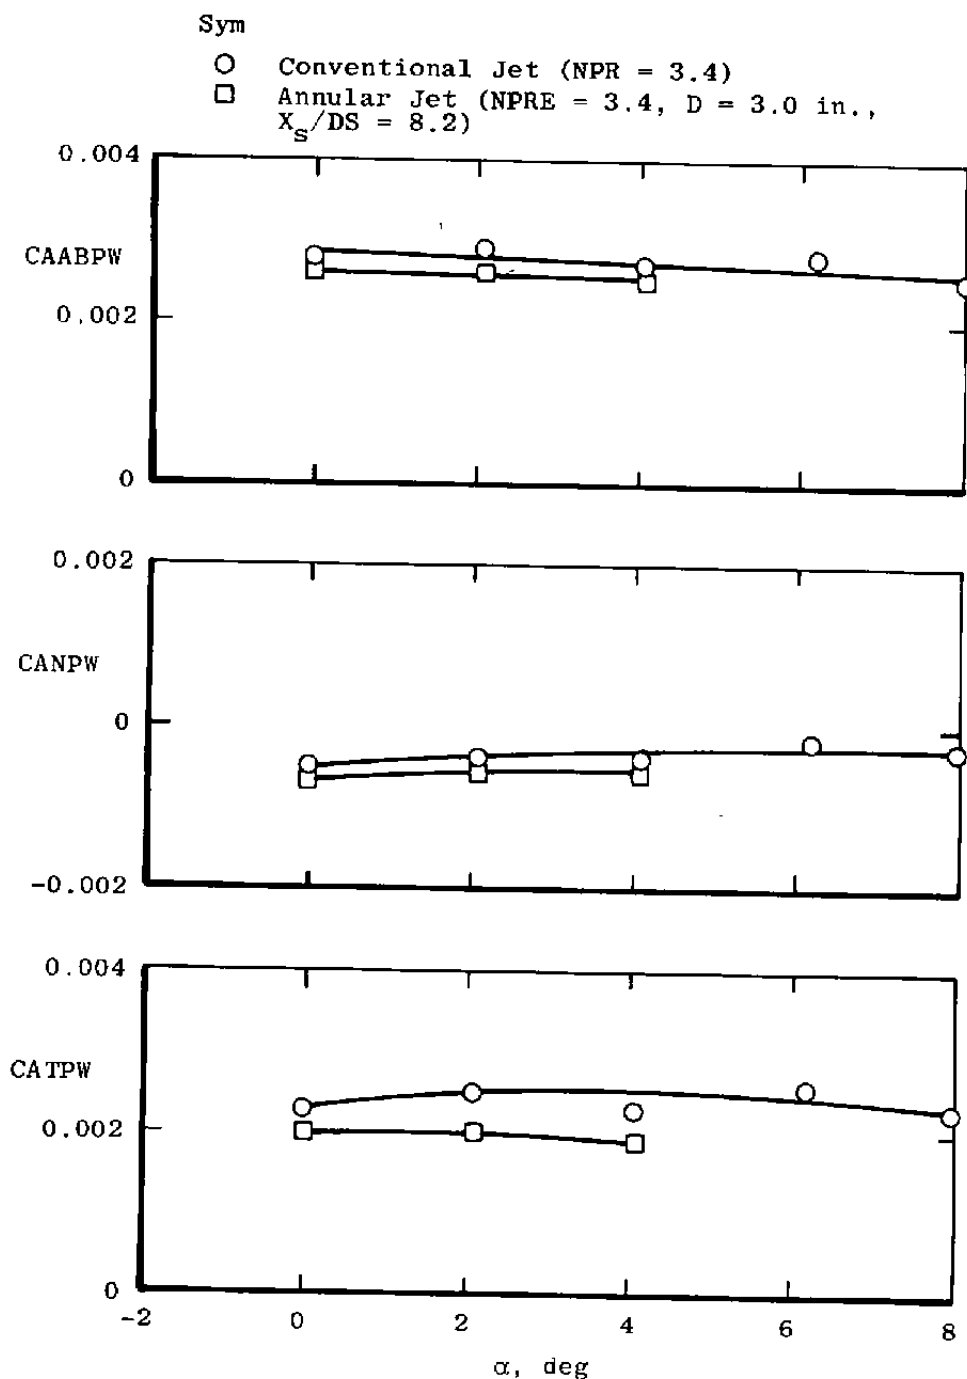 Sym
Conventional Jet (NPR = 3.4)
Annular Jet (NPRE = 3.4, D = 3.0 in.,
Xs/DS = 8.2)
0.004
CAABPW
0.002
0
0.002
CANPW
0
-0.002
0.004
CATPW
0.002
0
-2 0 2 4 6 8
α, deg